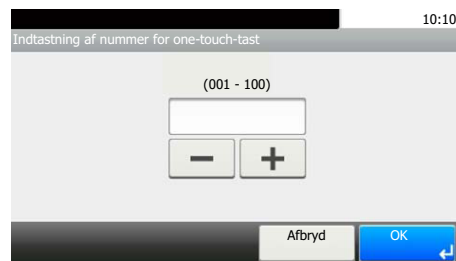 10:10
Indtastning af nummer for one-touch-tast
(001 - 100)
Afbryd
OK